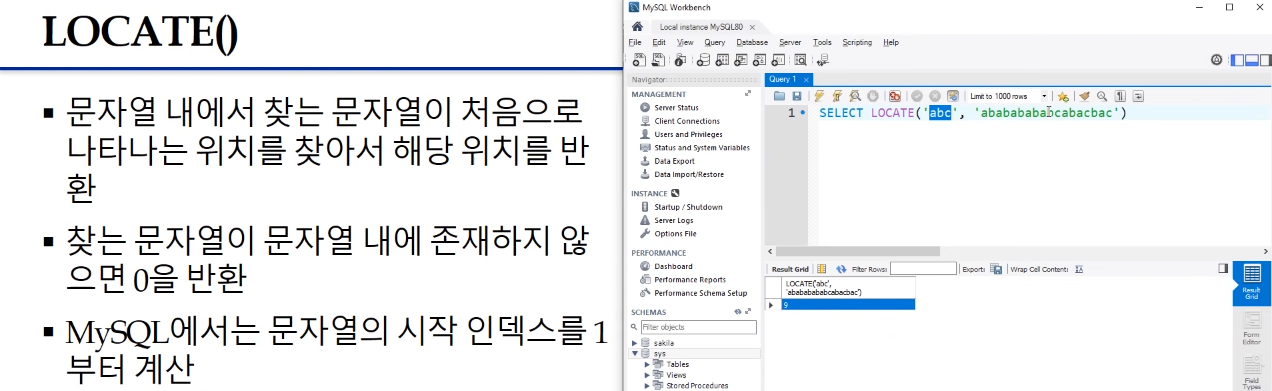 LOCATE()
▪ 문자열 내에서 찾는 문자열이 처음으로
나타나는 위치를 찾아서 해당 위치를 반
환
▪ 찾는 문자열이 문자열 내에 존재하지 않
으면 0을 반환
▪ MySQL에서는 문자열의 시작 인덱스를 1
부터 계산
MySQL Workbench
Local instance MySQL80
File Edit View Query Database Server Tools Scripting Help
Navigator
MANAGEMENT
Server Status
Client Connections
Users and Privileges
Status and System Variables
Data Export
Data Import/Restore
INSTANCE
Startup / Shutdown
Server Logs
Options File
PERFORMANCE
Dashboard
Performance Reports
Performance Schema Setup
SCHEMAS
Filter objects
sakila
sys
Tables
Views
Stored Procedures
Query 1
Limit to 1000 rows
1 SELECT LOCATE('abc', 'abababababcabacbac')
Result Grid Filter Rows: Export: Wrap Cell Content:
LOCATE('abc',
'abababababcabacbac')
9
Result
Grid
Form
Editor
Field
Types